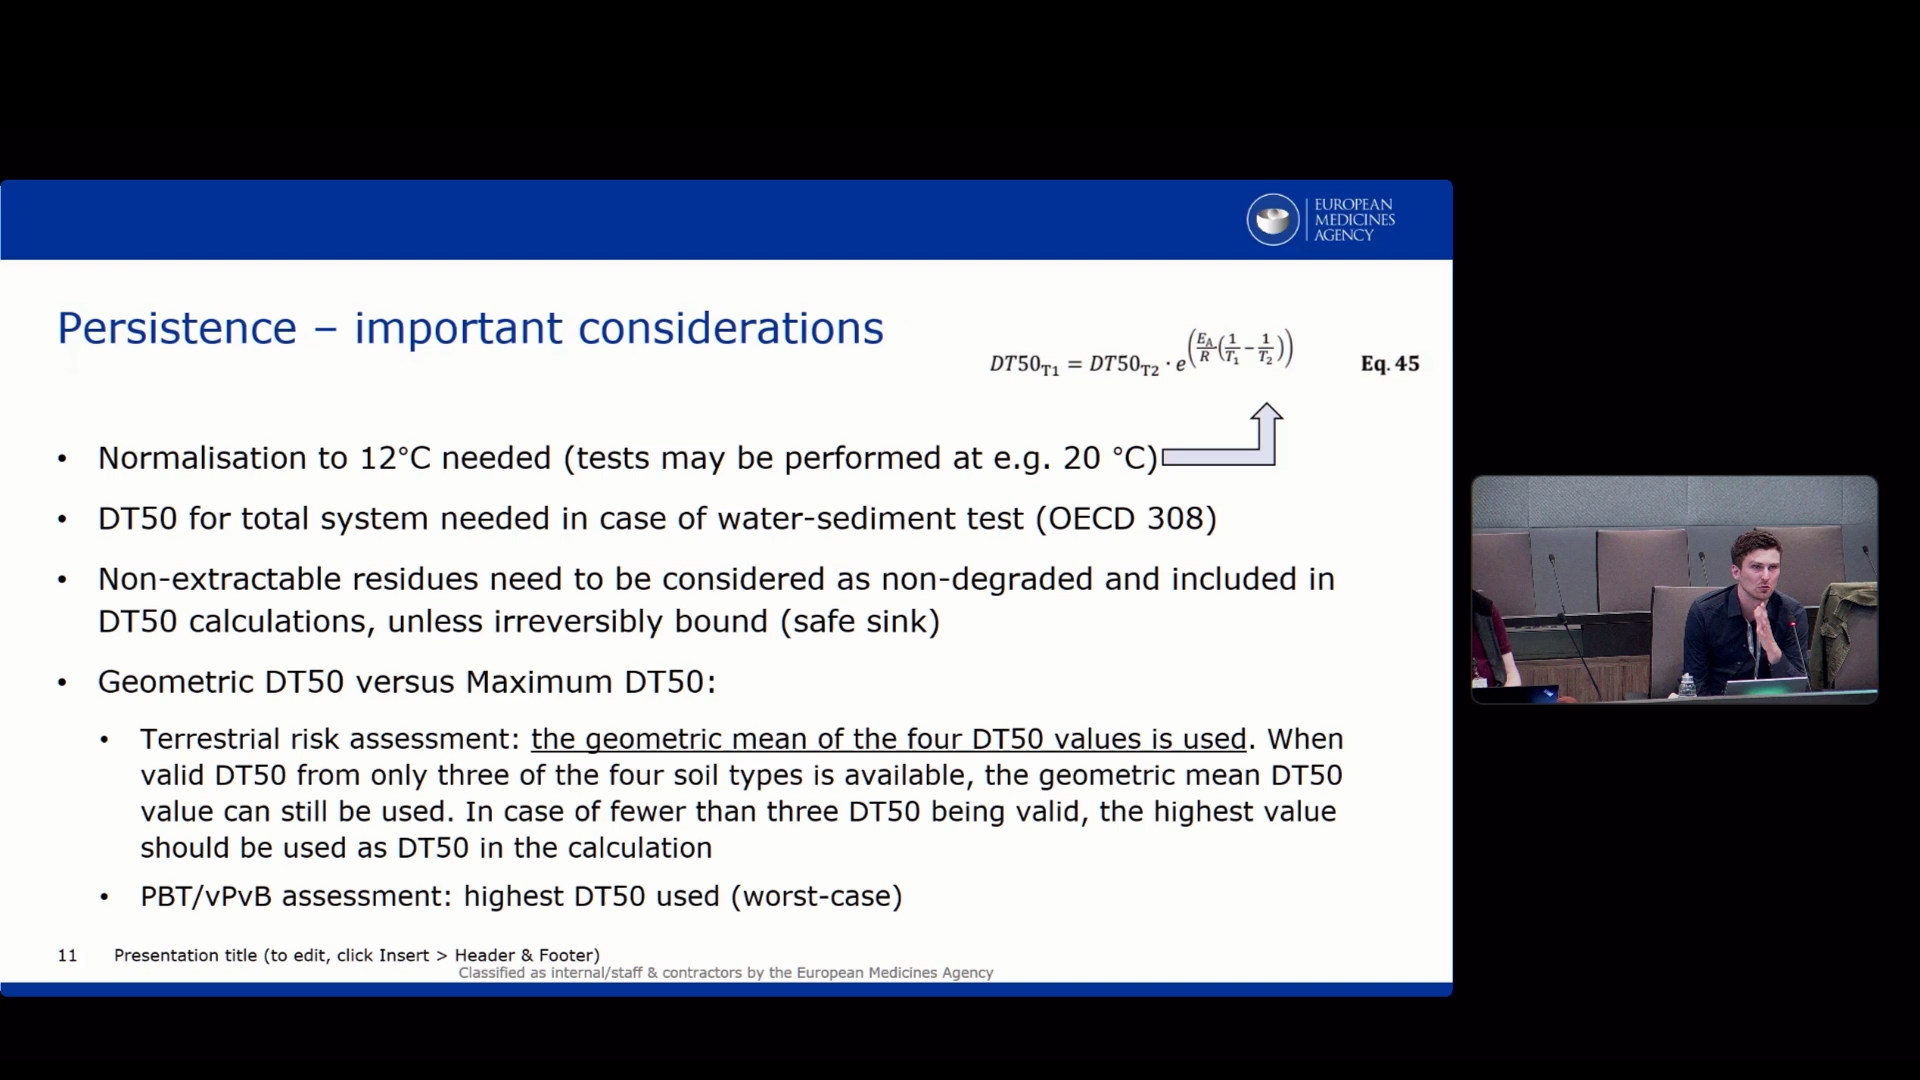 EUROPEAN
MEDICINES
AGENCY
Persistence – important considerations
DT50_T1 = DT50_T2 · e^(E_A/R (1/T_1 − 1/T_2)) Eq. 45
• Normalisation to 12°C needed (tests may be performed at e.g. 20 °C)
• DT50 for total system needed in case of water-sediment test (OECD 308)
• Non-extractable residues need to be considered as non-degraded and included in
DT50 calculations, unless irreversibly bound (safe sink)
• Geometric DT50 versus Maximum DT50:
• Terrestrial risk assessment: the geometric mean of the four DT50 values is used. When
valid DT50 from only three of the four soil types is available, the geometric mean DT50
value can still be used. In case of fewer than three DT50 being valid, the highest value
should be used as DT50 in the calculation
• PBT/vPvB assessment: highest DT50 used (worst-case)
11 Presentation title (to edit, click Insert > Header & Footer)
Classified as internal/staff & contractors by the European Medicines Agency